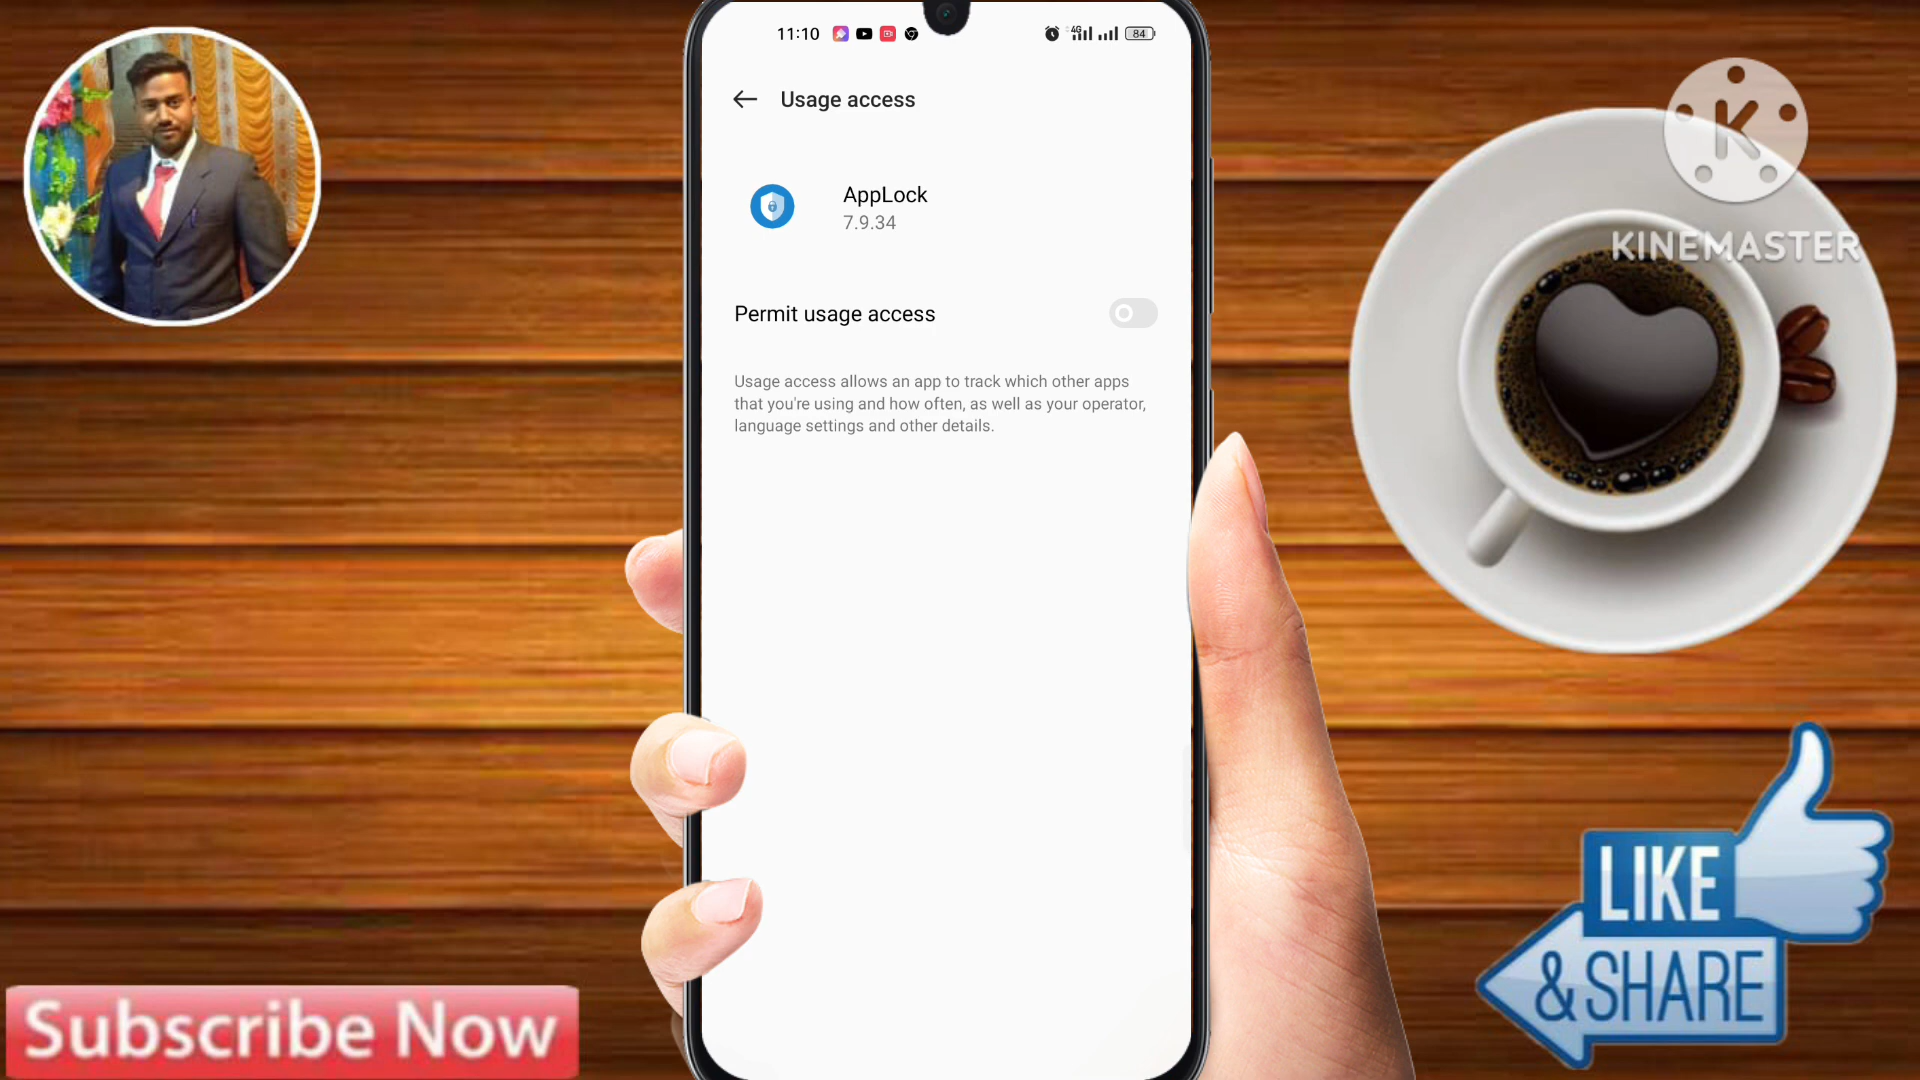 11:10
4G
84
Usage access
AppLock
7.9.34
Permit usage access
Usage access allows an app to track which other apps
that you're using and how often, as well as your operator,
language settings and other details.
K
KINEMASTER
LIKE
& SHARE
Subscribe Now